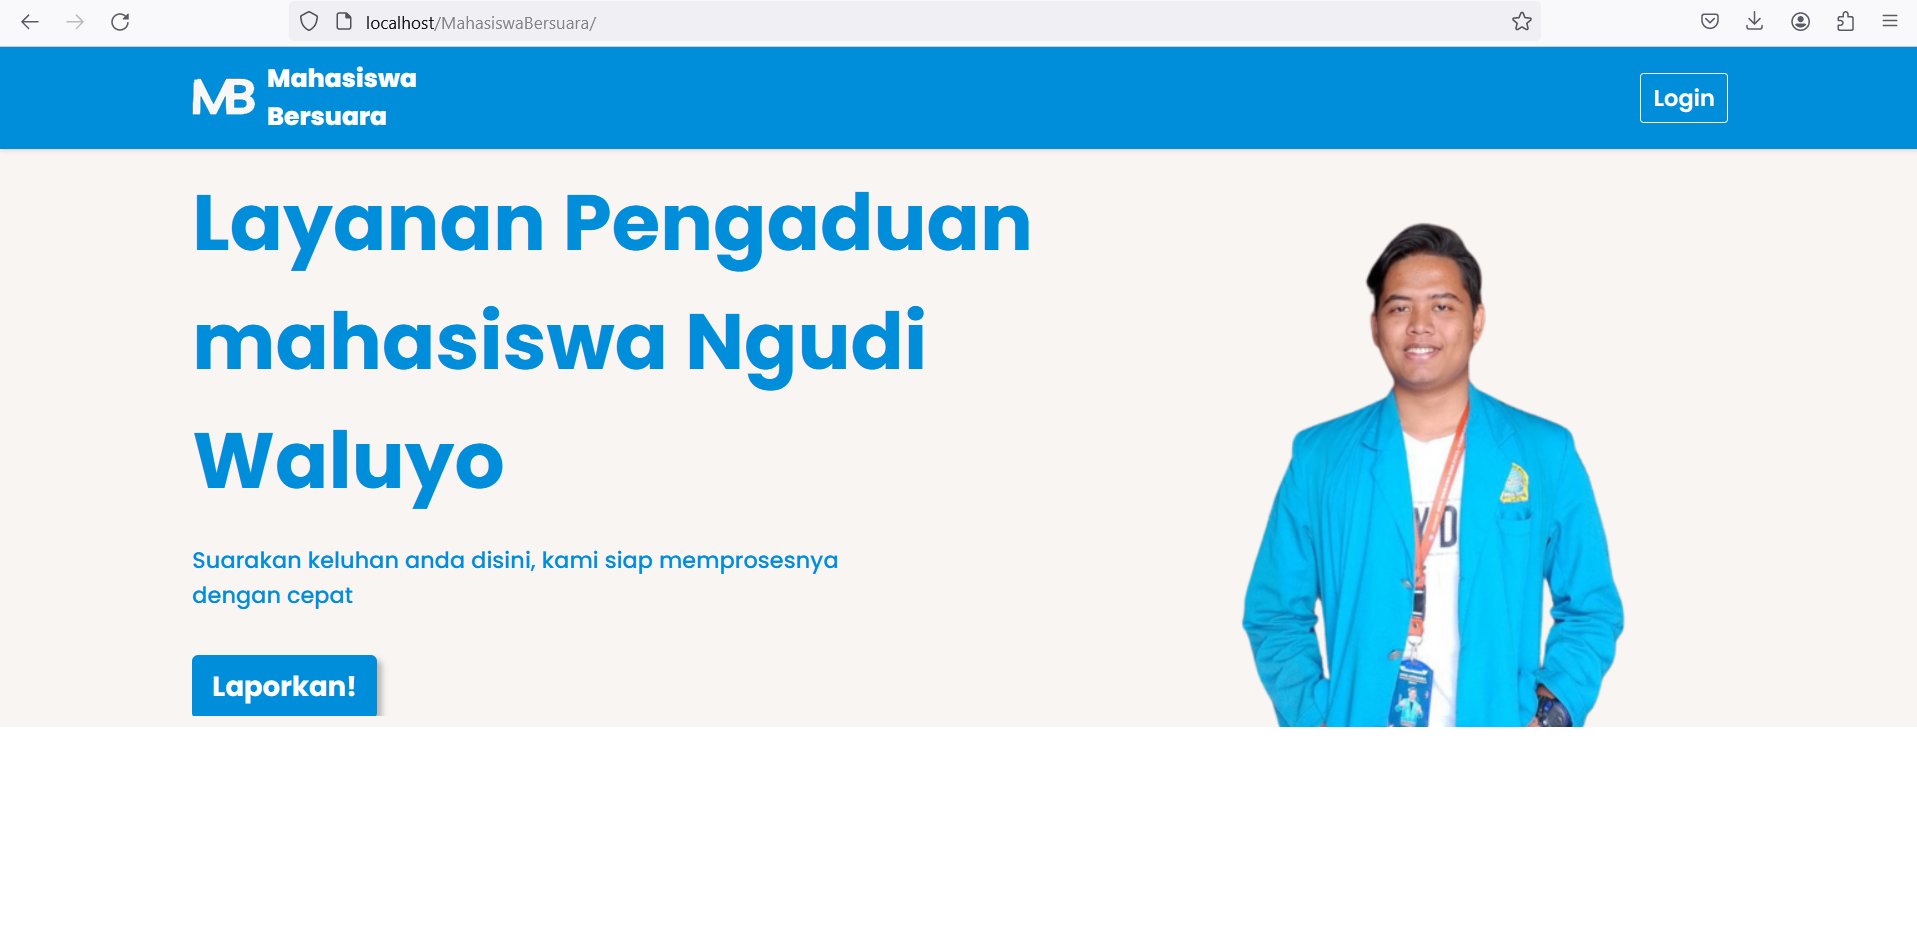 localhost/MahasiswaBersuara/
MB
Mahasiswa
Bersuara
Login
Layanan Pengaduan
mahasiswa Ngudi
Waluyo
Suarakan keluhan anda disini, kami siap memprosesnya
dengan cepat
Laporkan!